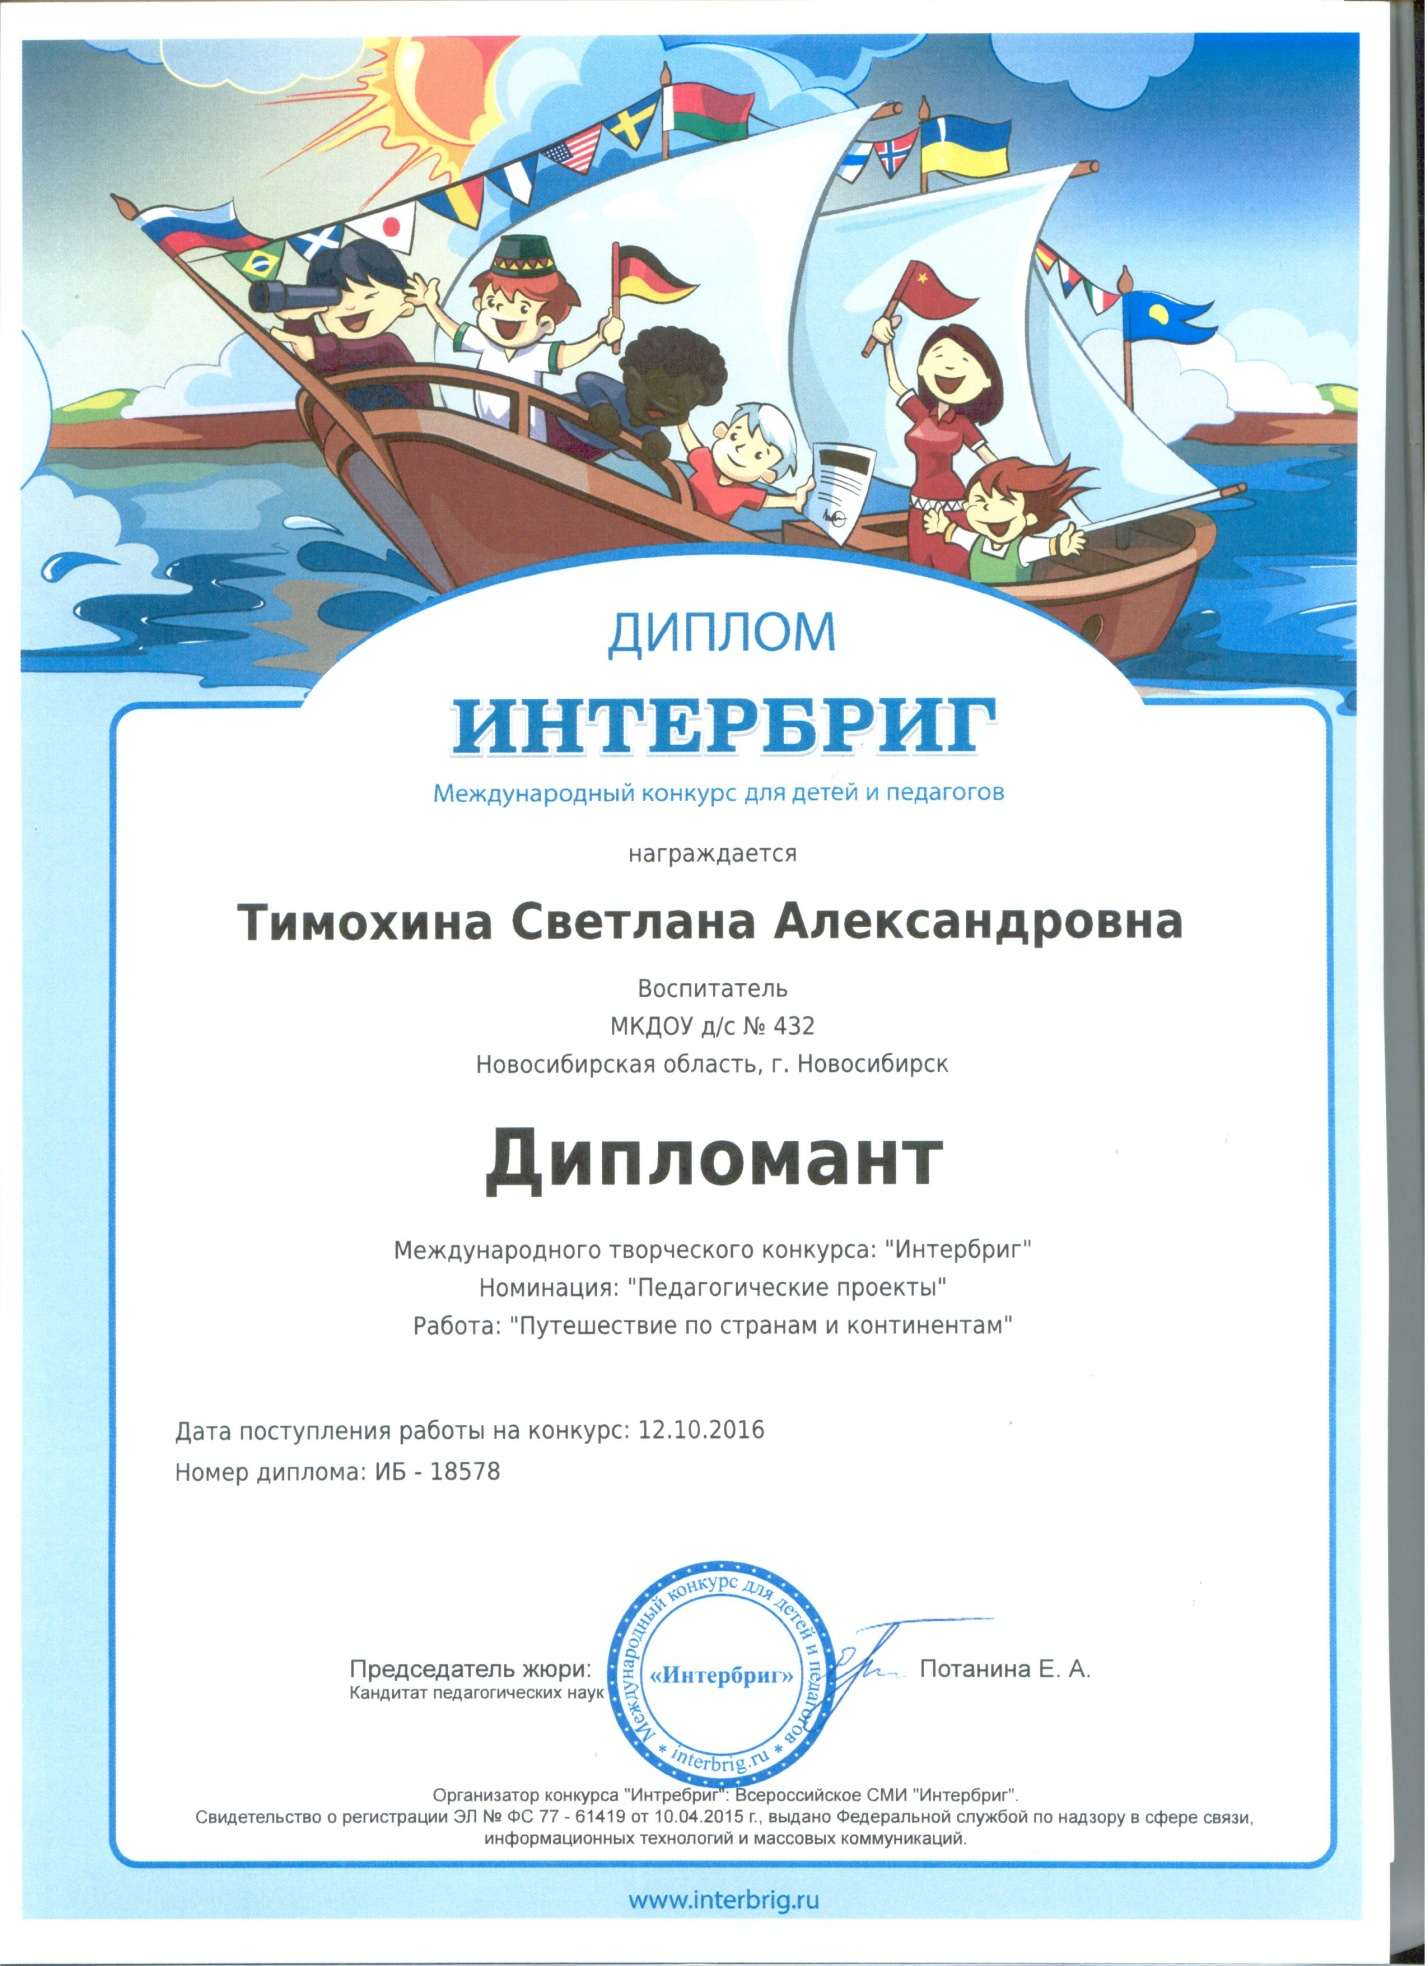 ДИПЛОМ
ИНТЕРБРИГ
Международный конкурс для детей и педагогов
награждается
Тимохина Светлана Александровна
Воспитатель
МКДОУ д/с № 432
Новосибирская область, г. Новосибирск
Дипломант
Международного творческого конкурса: "Интербриг"
Номинация: "Педагогические проекты"
Работа: "Путешествие по странам и континентам"
Дата поступления работы на конкурс: 12.10.2016
Номер диплома: ИБ - 18578
Председатель жюри:
Кандитат педагогических наук
Международный конкурс для детей и педагогов
«Интербриг»
* interbrig.ru *
Потанина Е. А.
Организатор конкурса "Интребриг": Всероссийское СМИ "Интербриг".
Свидетельство о регистрации ЭЛ № ФС 77 - 61419 от 10.04.2015 г., выдано Федеральной службой по надзору в сфере связи,
информационных технологий и массовых коммуникаций.
www.interbrig.ru